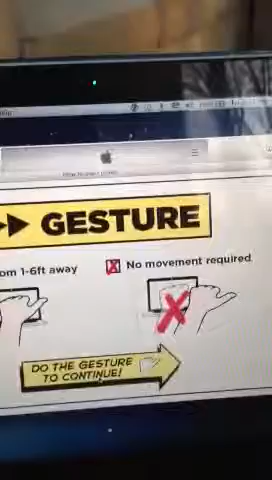 GESTURE
om 1-6ft away
No movement required
DO THE GESTURE
TO CONTINUE!